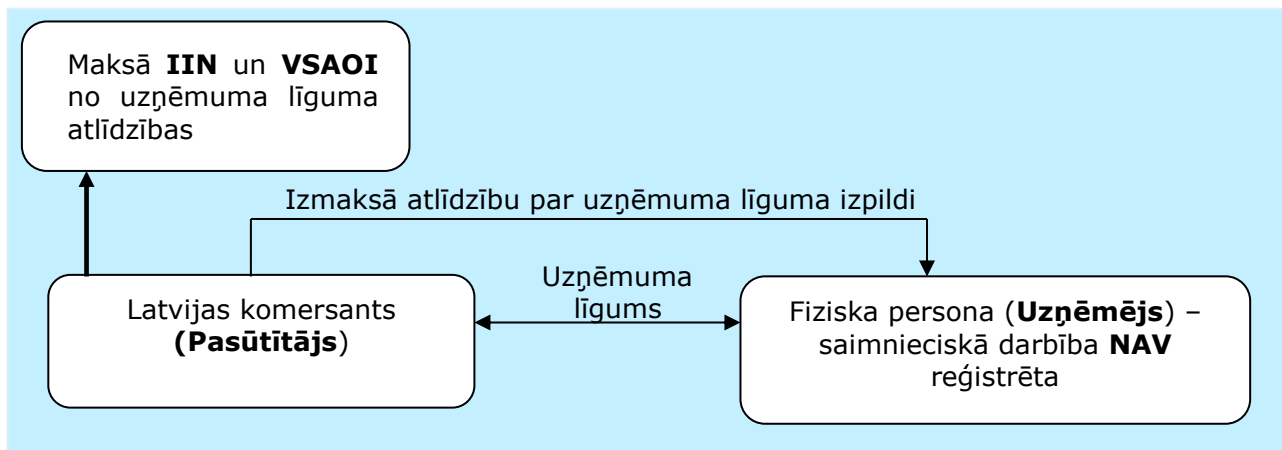 Maksā IIN un VSAOI
no uzņēmuma līguma
atlīdzības
Izmaksā atlīdzību par uzņēmuma līguma izpildi
Uzņēmuma
līgums
Latvijas komersants
(Pasūtītājs)
Fiziska persona (Uzņēmējs) –
saimnieciskā darbība NAV
reģistrēta